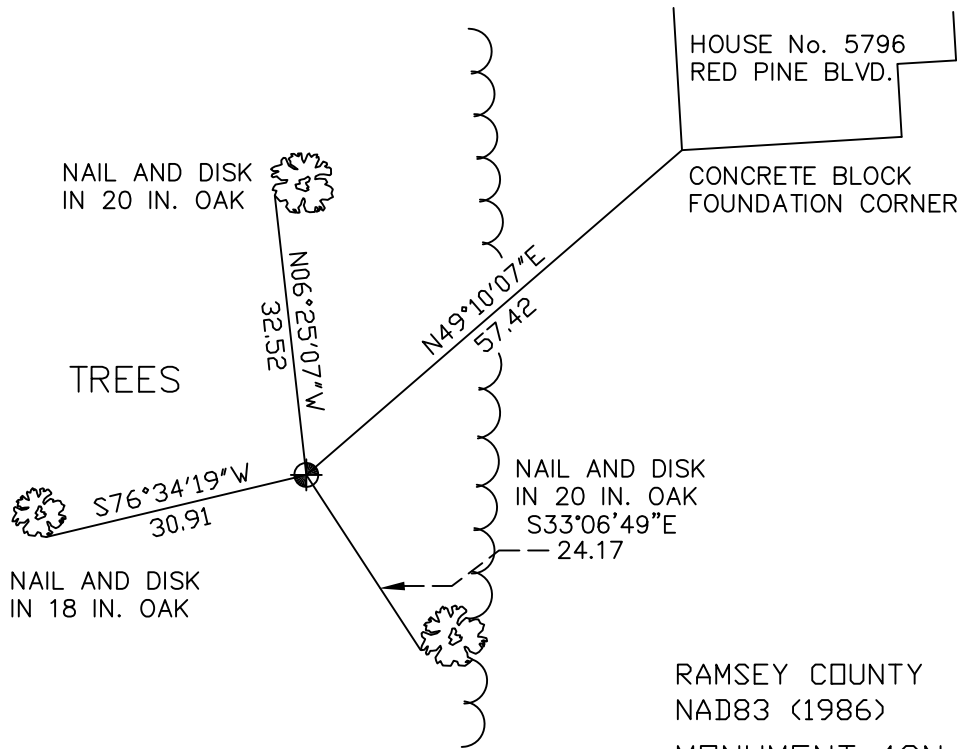 HOUSE No. 5796
RED PINE BLVD.
NAIL AND DISK
IN 20 IN. OAK
CONCRETE BLOCK
FOUNDATION CORNER
N06°25'07"W
32.52
N49°10'07"E
57.42
TREES
S76°34'19"W
30.91
NAIL AND DISK
IN 20 IN. OAK
S33°06'49"E
24.17
NAIL AND DISK
IN 18 IN. OAK
RAMSEY COUNTY
NAD83 (1986)